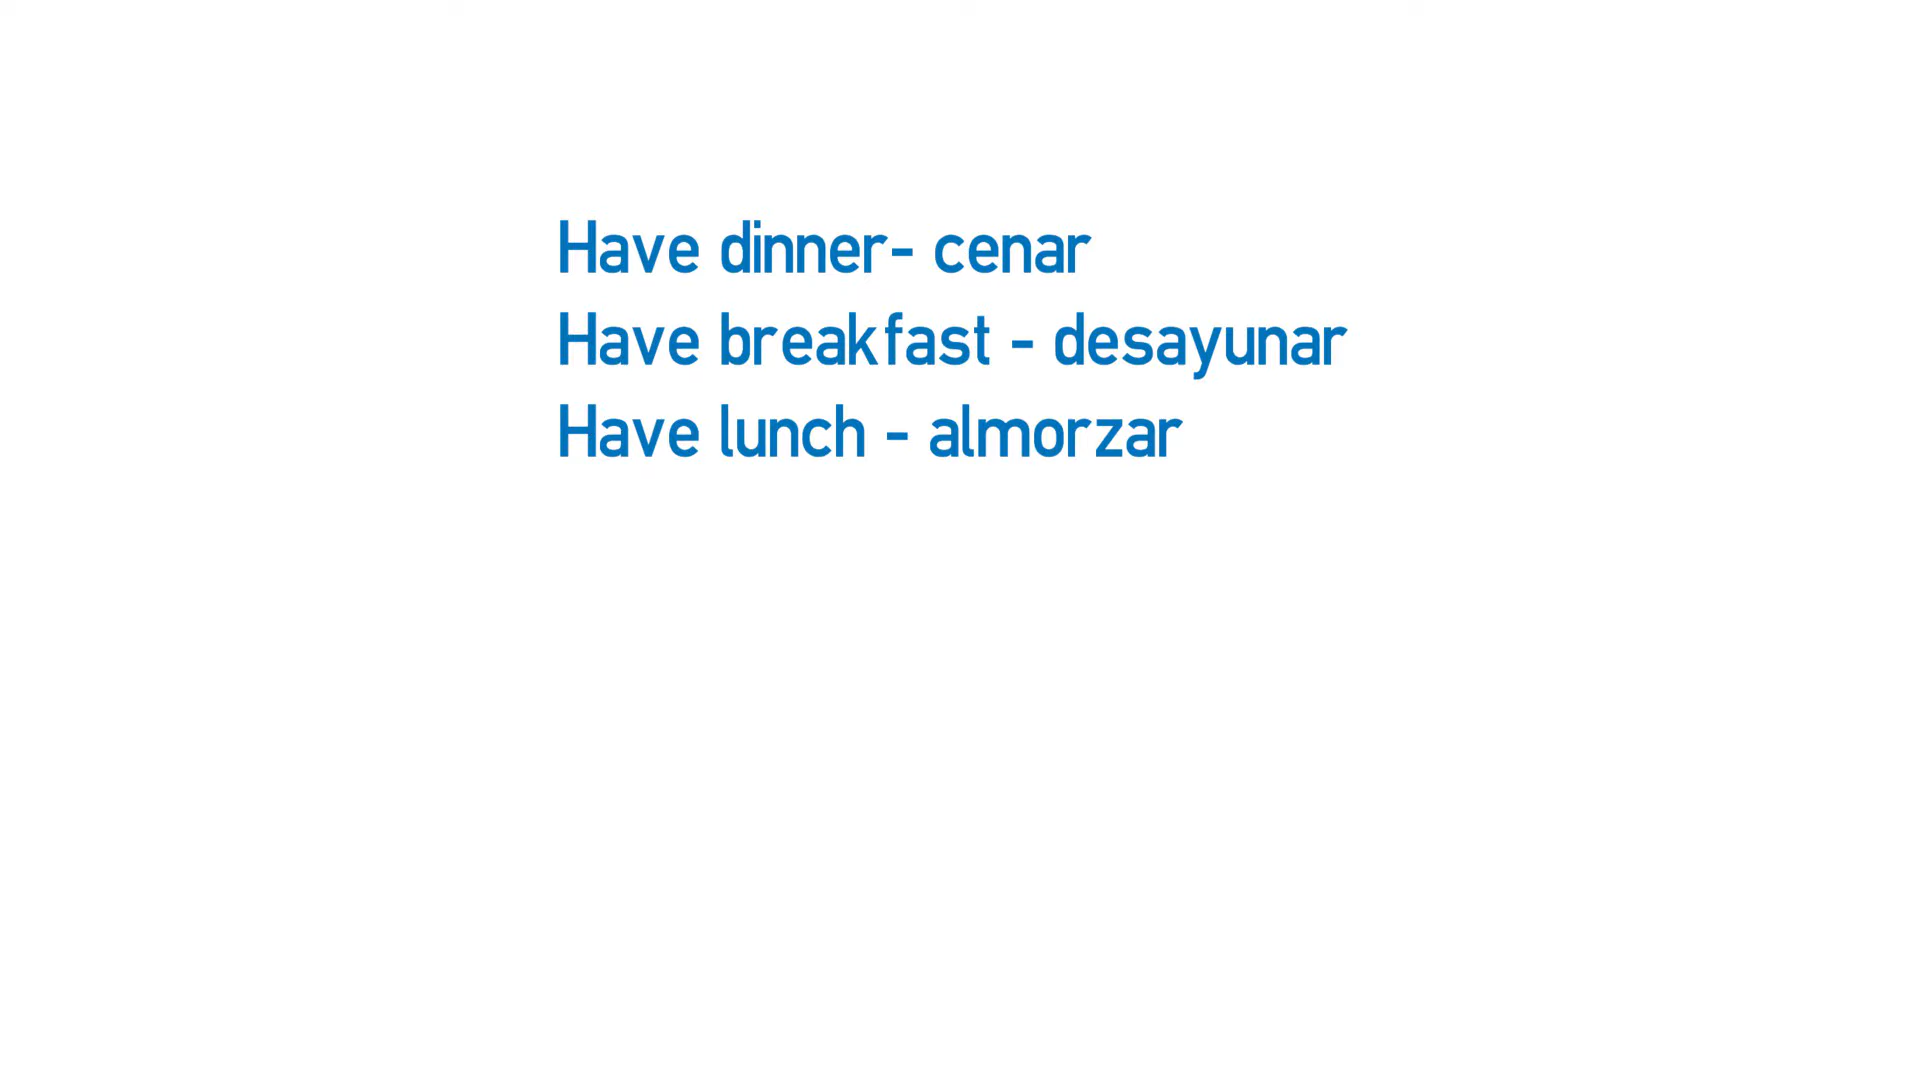 Have dinner- cenar
Have breakfast - desayunar
Have lunch - almorzar